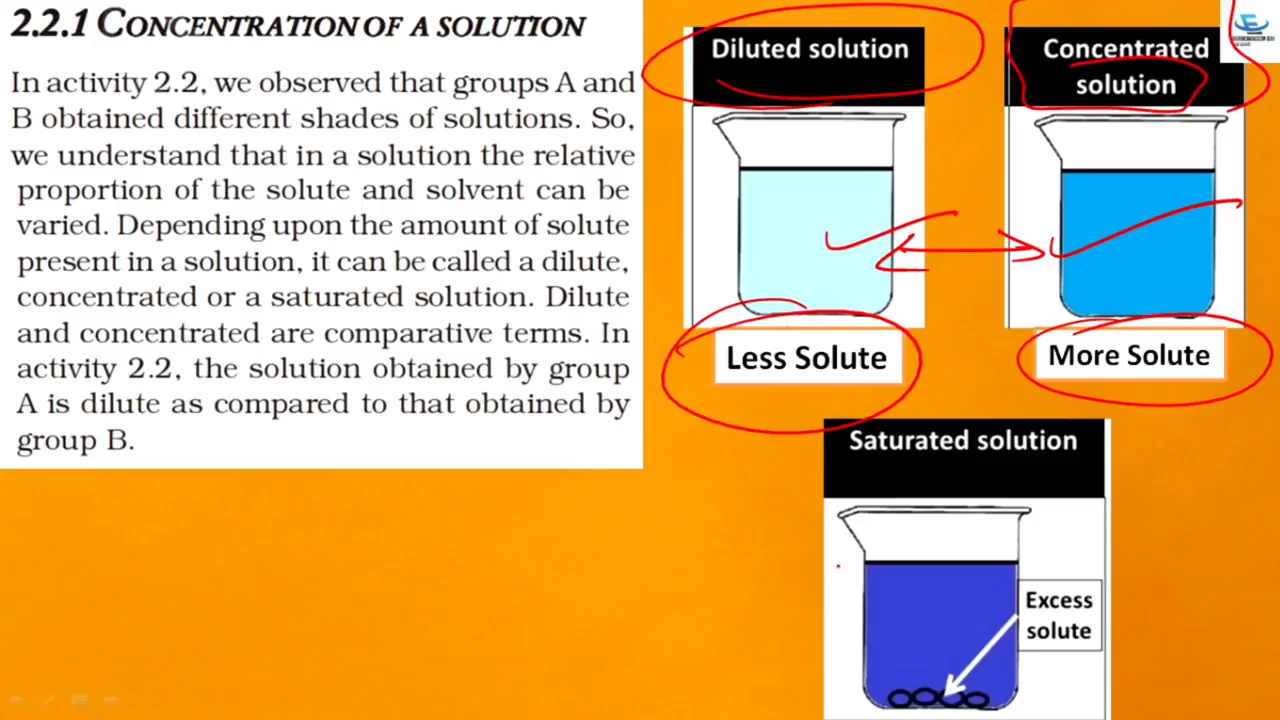 2.2.1 CONCENTRATION OF A SOLUTION
In activity 2.2, we observed that groups A and
B obtained different shades of solutions. So,
we understand that in a solution the relative
proportion of the solute and solvent can be
varied. Depending upon the amount of solute
present in a solution, it can be called a dilute,
concentrated or a saturated solution. Dilute
and concentrated are comparative terms. In
activity 2.2, the solution obtained by group
A is dilute as compared to that obtained by
group B.
Diluted solution
Less Solute
Concentrated
solution
More Solute
Saturated solution
Excess
solute